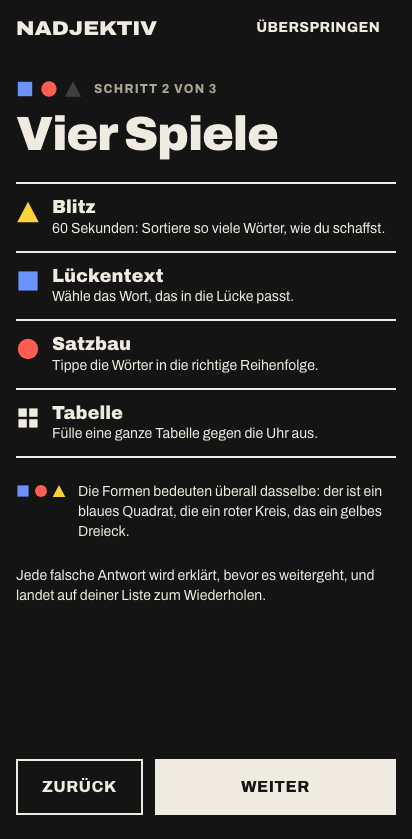 NADJEKTIV
ÜBERSPRINGEN
SCHRITT 2 VON 3
Vier Spiele
Blitz
60 Sekunden: Sortiere so viele Wörter, wie du schaffst.
Lückentext
Wähle das Wort, das in die Lücke passt.
Satzbau
Tippe die Wörter in die richtige Reihenfolge.
Tabelle
Fülle eine ganze Tabelle gegen die Uhr aus.
Die Formen bedeuten überall dasselbe: der ist ein
blaues Quadrat, die ein roter Kreis, das ein gelbes
Dreieck.
Jede falsche Antwort wird erklärt, bevor es weitergeht, und
landet auf deiner Liste zum Wiederholen.
ZURÜCK
WEITER